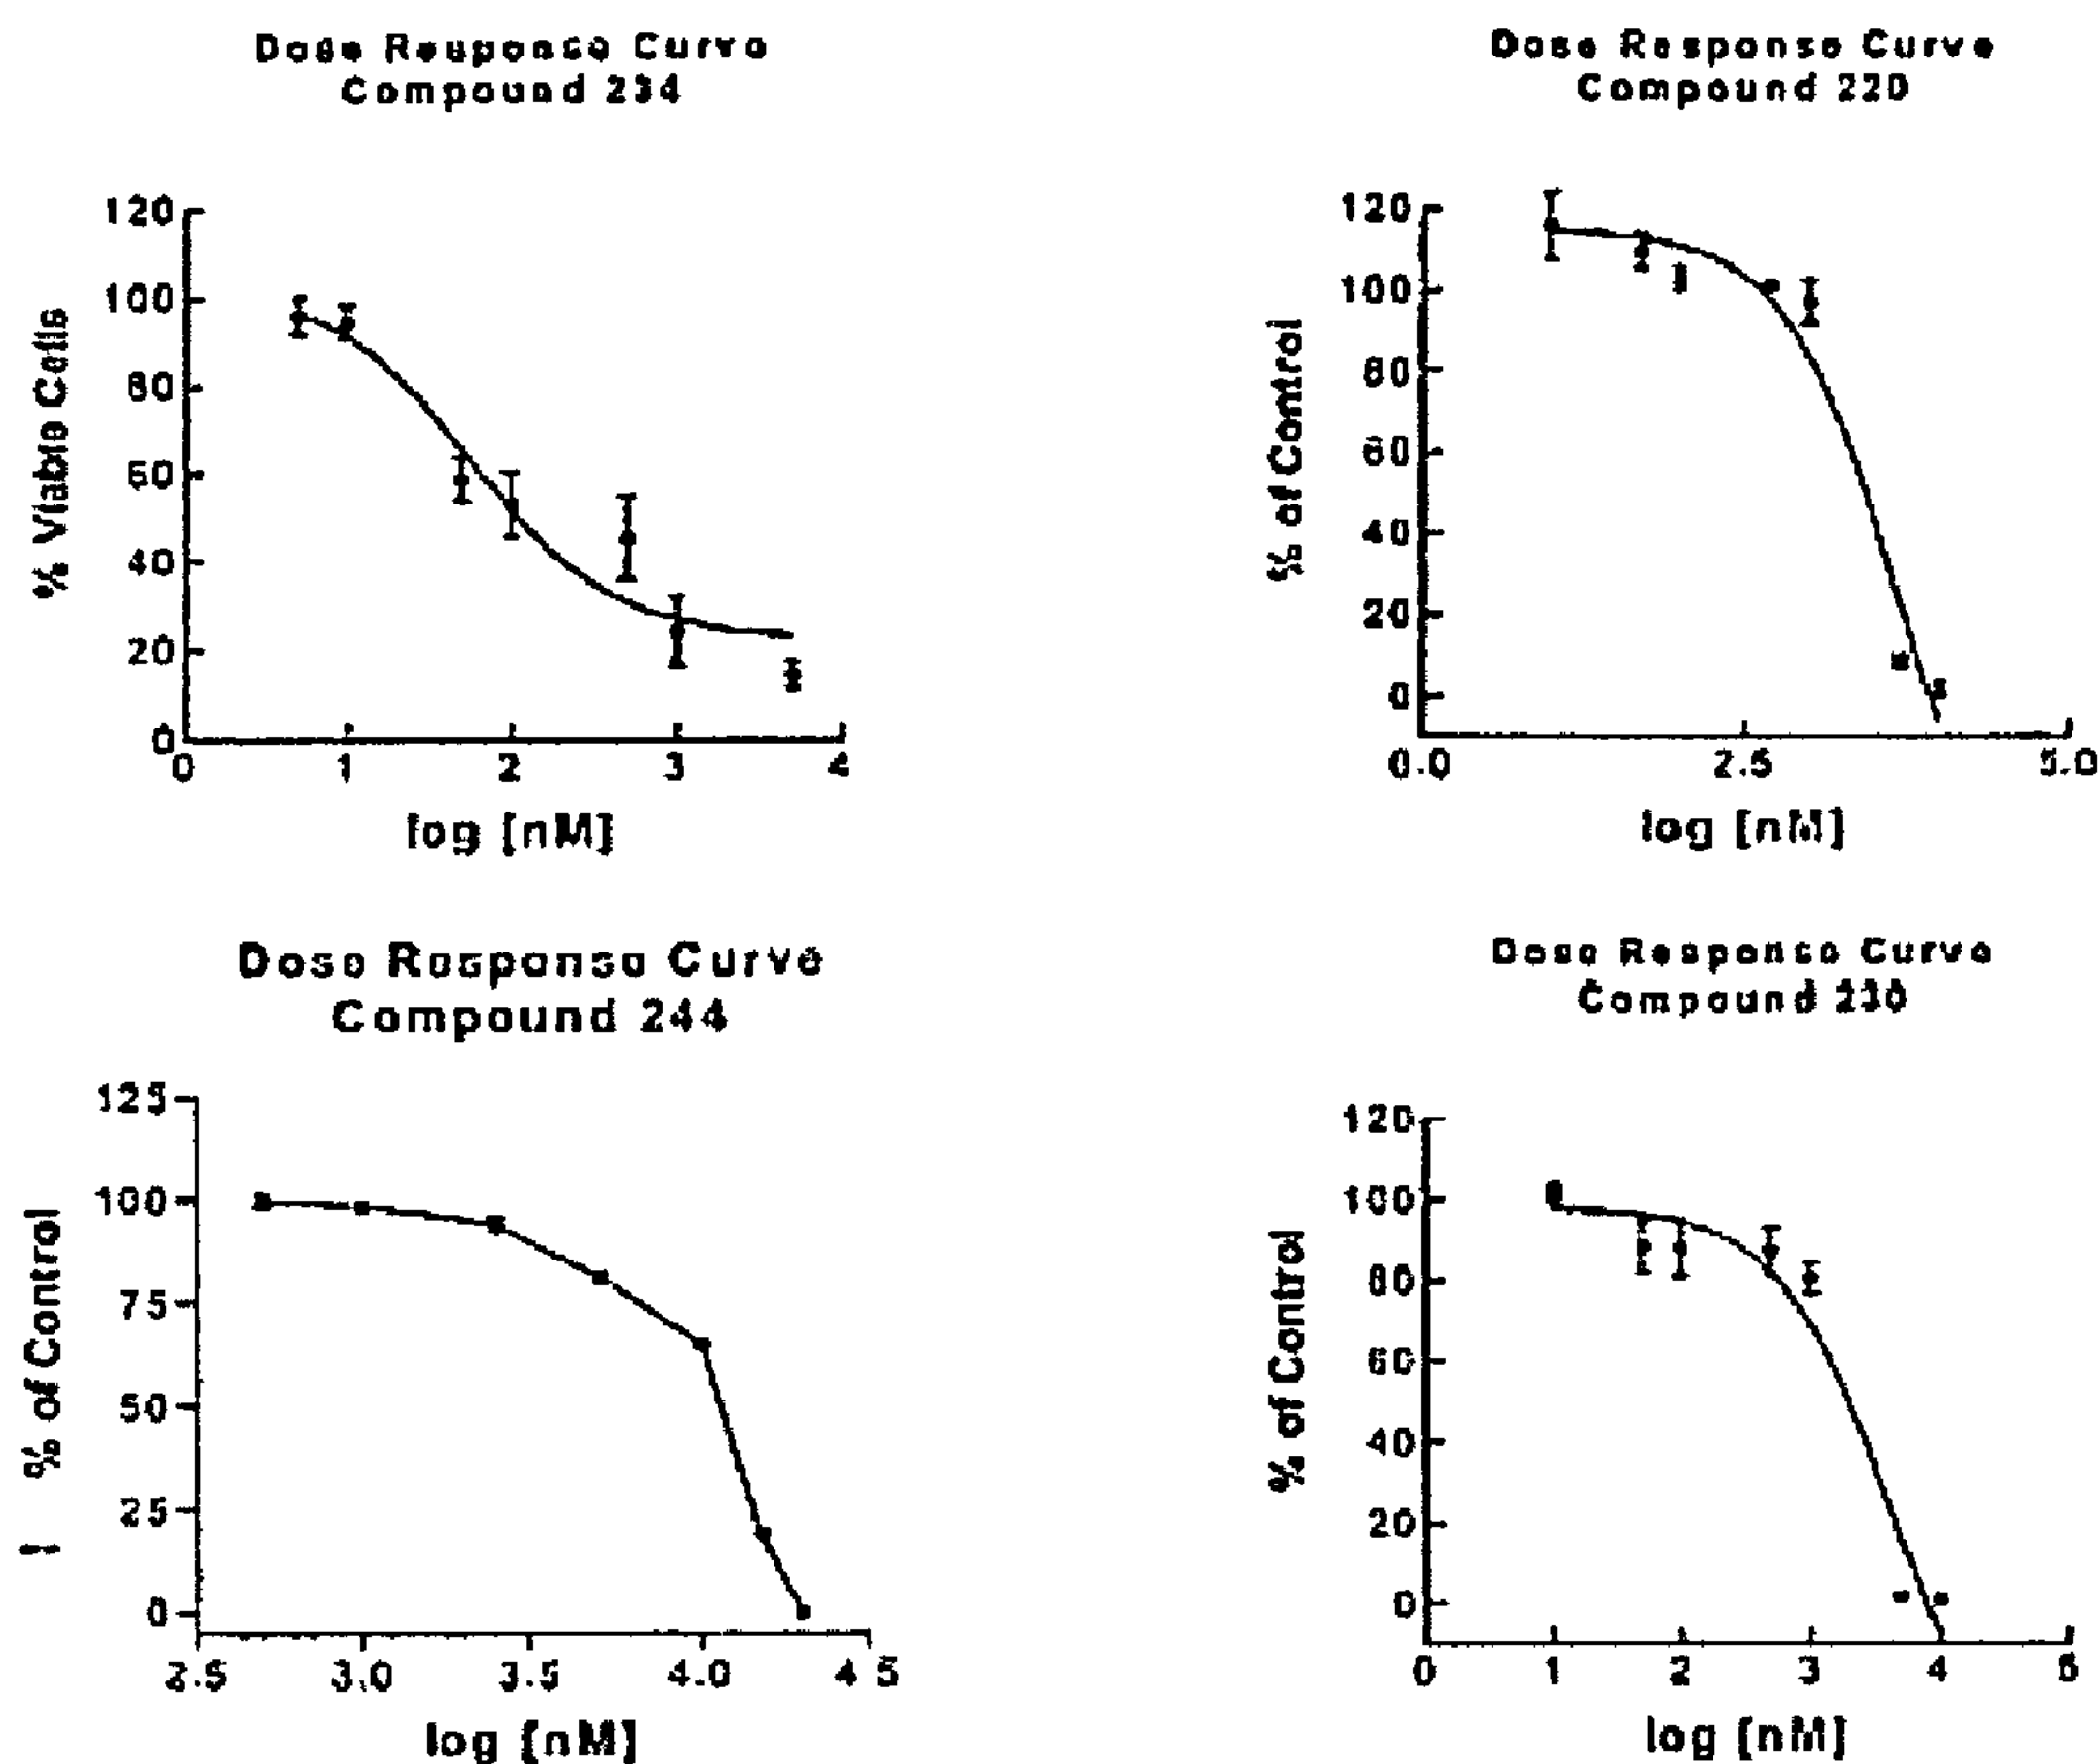 Dose Response Curve
Compound 234
% Viable Cells
120
100
80
60
40
20
0
0 1 2 3 4
log [nM]
Dose Response Curve
Compound 220
% of Control
120
100
80
60
40
20
0
0.0 2.5 5.0
log [nM]
Dose Response Curve
Compound 244
% of Control
125
100
75
50
25
0
2.5 3.0 3.5 4.0 4.5
log [nM]
Dose Response Curve
Compound 230
% of Control
120
100
80
60
40
20
0
0 1 2 3 4 5
log [nM]